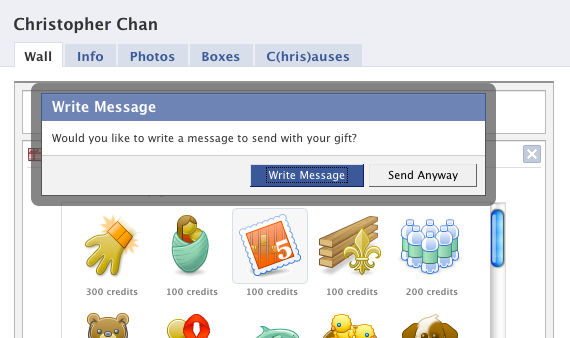 Christopher Chan
Wall Info Photos Boxes C(hris)auses
Write Message
Would you like to write a message to send with your gift?
Write Message Send Anyway
5
300 credits 100 credits 100 credits 100 credits 200 credits